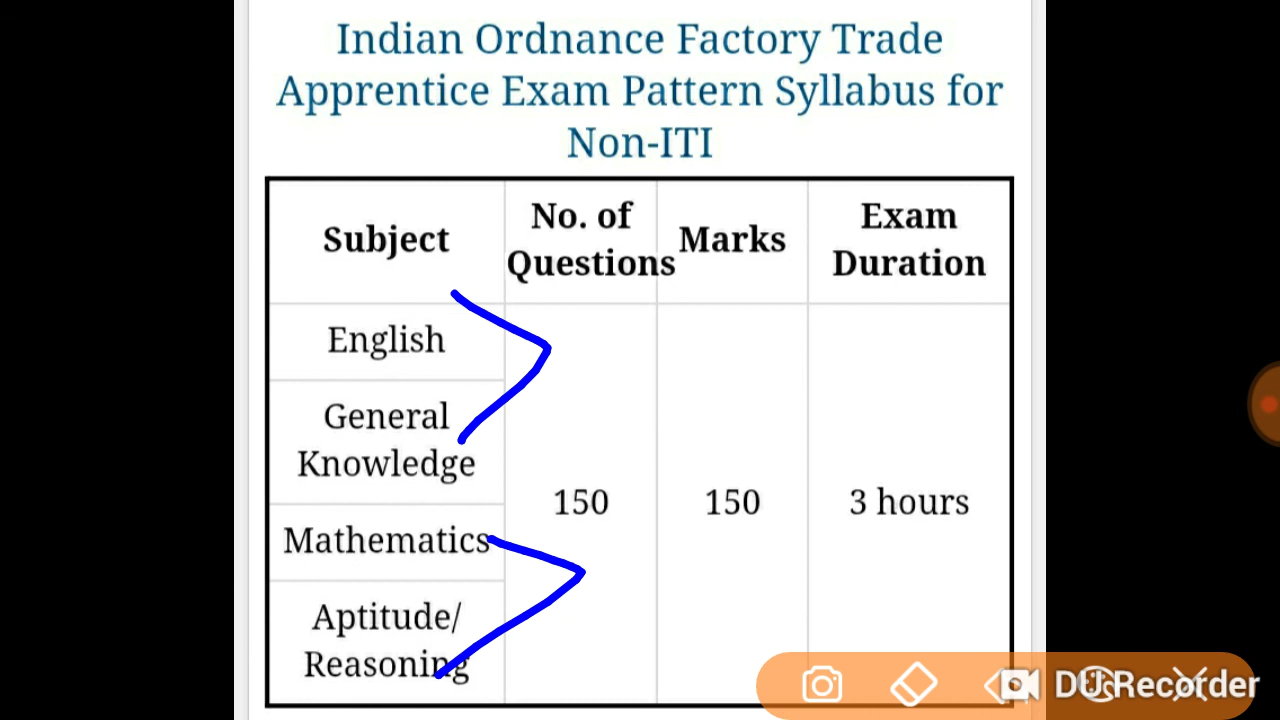 Indian Ordnance Factory Trade
Apprentice Exam Pattern Syllabus for
Non-ITI
Subject
No. of
Questions
Marks
Exam
Duration
English
General
Knowledge
Mathematics
Aptitude/
Reasoning
150
150
3 hours
DU Recorder